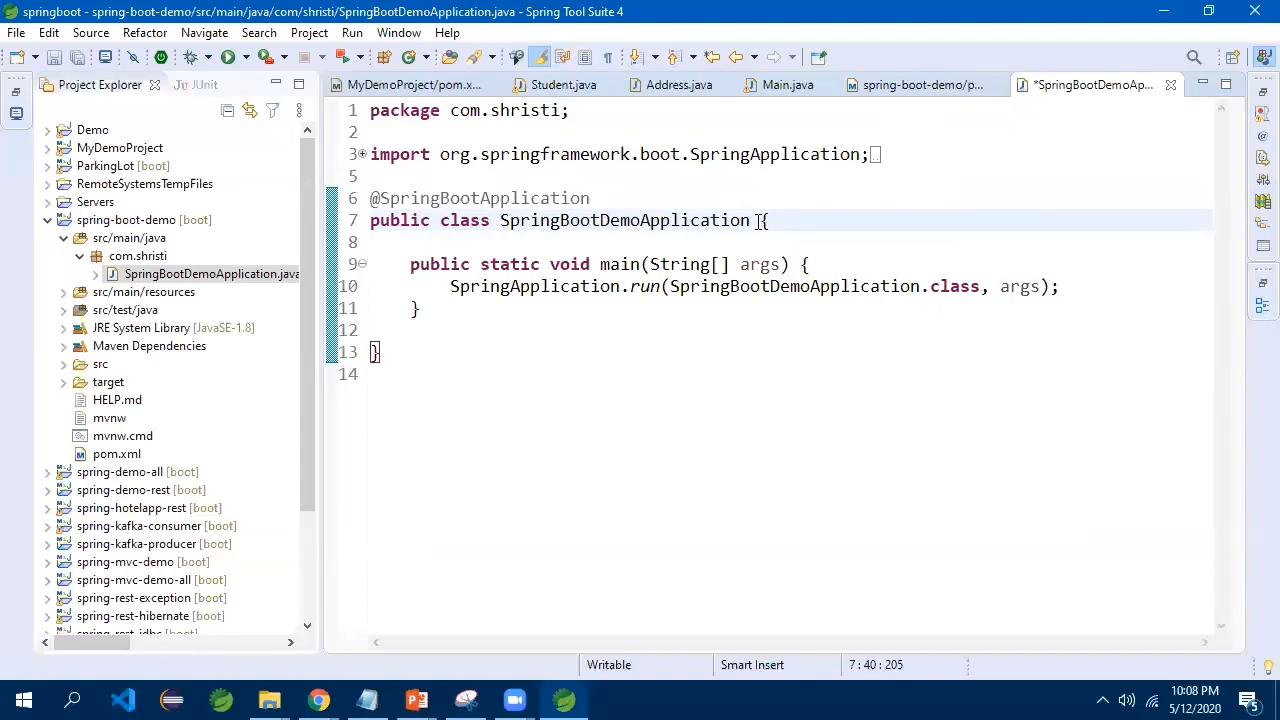 springboot - spring-boot-demo/src/main/java/com/shristi/SpringBootDemoApplication.java - Spring Tool Suite 4
File Edit Source Refactor Navigate Search Project Run Window Help
Project Explorer JUnit
MyDemoProject/pom.x... Student.java Address.java Main.java spring-boot-demo/p... *SpringBootDemoAp...
Demo
MyDemoProject
ParkingLot [boot]
RemoteSystemsTempFiles
Servers
spring-boot-demo [boot]
src/main/java
com.shristi
SpringBootDemoApplication.java
src/main/resources
src/test/java
JRE System Library [JavaSE-1.8]
Maven Dependencies
src
target
HELP.md
mvnw
mvnw.cmd
pom.xml
spring-demo-all [boot]
spring-demo-rest [boot]
spring-hotelapp-rest [boot]
spring-kafka-consumer [boot]
spring-kafka-producer [boot]
spring-mvc-demo [boot]
spring-mvc-demo-all [boot]
spring-rest-exception [boot]
spring-rest-hibernate [boot]
spring-rest-jdbc [boot]
1 package com.shristi;
2
3 import org.springframework.boot.SpringApplication;
5
6 @SpringBootApplication
7 public class SpringBootDemoApplication {
8
9 public static void main(String[] args) {
10 SpringApplication.run(SpringBootDemoApplication.class, args);
11 }
12
13 }
14
Writable Smart Insert 7 : 40 : 205
10:08 PM
5/12/2020
5